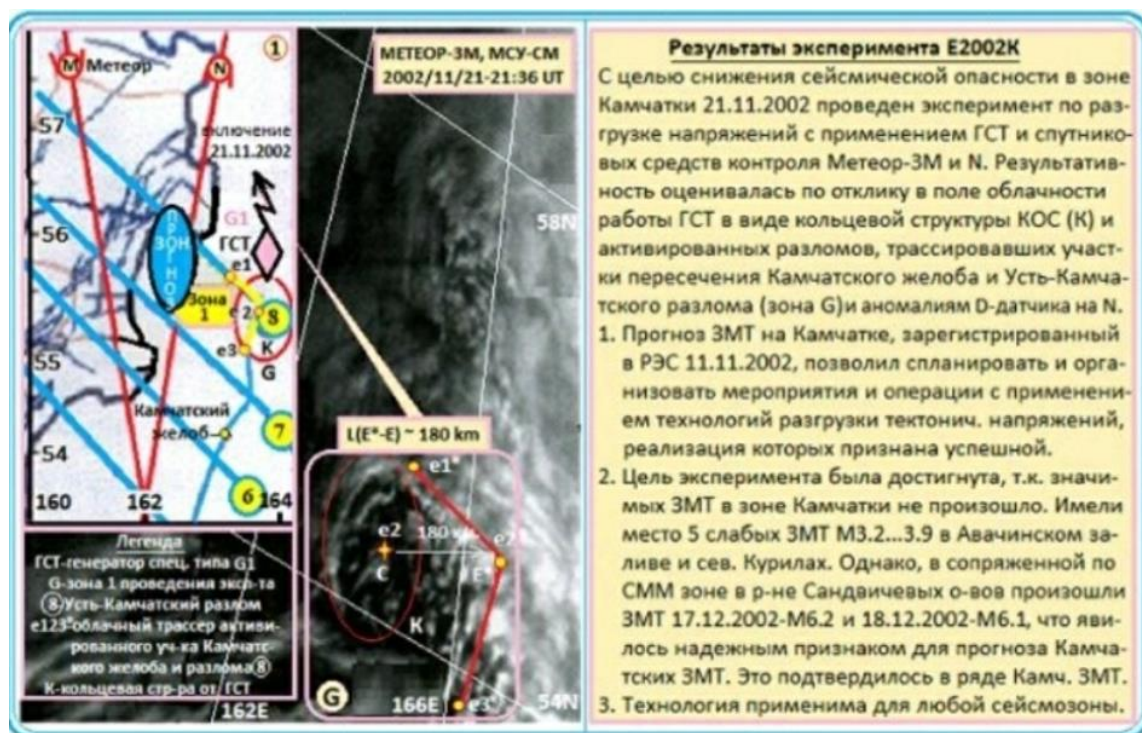 1
М Метеор
N
57
включение
21.11.2002
56
G1
ГСТ
ПРОГНОЗ
ЗОН
e1
Зона
1
e2
8
К
e3
G
55
Камчатский
желоб
7
54
160
162
6
164
МЕТЕОР-3М, МСУ-СМ
2002/11/21-21:36 UT
58N
L(E*-E) ~ 180 km
e1*
e2
180
C
E*
К
G
166E
e3*
54N
162E
Легенда
ГСТ-генератор спец. типа G1
G-зона 1 проведения эксп-та
⑧Усть-Камчатский разлом
e123*облачный трассер активи-
рованного уч-ка Камчатс-
кого желоба и разлома⑧
К-кольцевая стр-ра от ГСТ
Результаты эксперимента Е2002К
С целью снижения сейсмической опасности в зоне
Камчатки 21.11.2002 проведен эксперимент по раз-
грузке напряжений с применением ГСТ и спутнико-
вых средств контроля Метеор-3М и N. Результатив-
ность оценивалась по отклику в поле облачности
работы ГСТ в виде кольцевой структуры КОС (К) и
активированных разломов, трассировавших участ-
ки пересечения Камчатского желоба и Усть-Камча-
тского разлома (зона G)и аномалиям D-датчика на N.
1. Прогноз ЗМТ на Камчатке, зарегистрированный
в РЭС 11.11.2002, позволил спланировать и орга-
низовать мероприятия и операции с применени-
ем технологий разгрузки тектонич. напряжений,
реализация которых признана успешной.
2. Цель эксперимента была достигнута, т.к. значи-
мых ЗМТ в зоне Камчатки не произошло. Имели
место 5 слабых ЗМТ М3.2...3.9 в Авачинском за-
ливе и сев. Курилах. Однако, в сопряженной по
СММ зоне в р-не Сандвичевых о-вов произошли
ЗМТ 17.12.2002-М6.2 и 18.12.2002-М6.1, что яви-
лось надежным признаком для прогноза Камча-
тских ЗМТ. Это подтвердилось в ряде Камч. ЗМТ.
3. Технология применима для любой сейсмозоны.